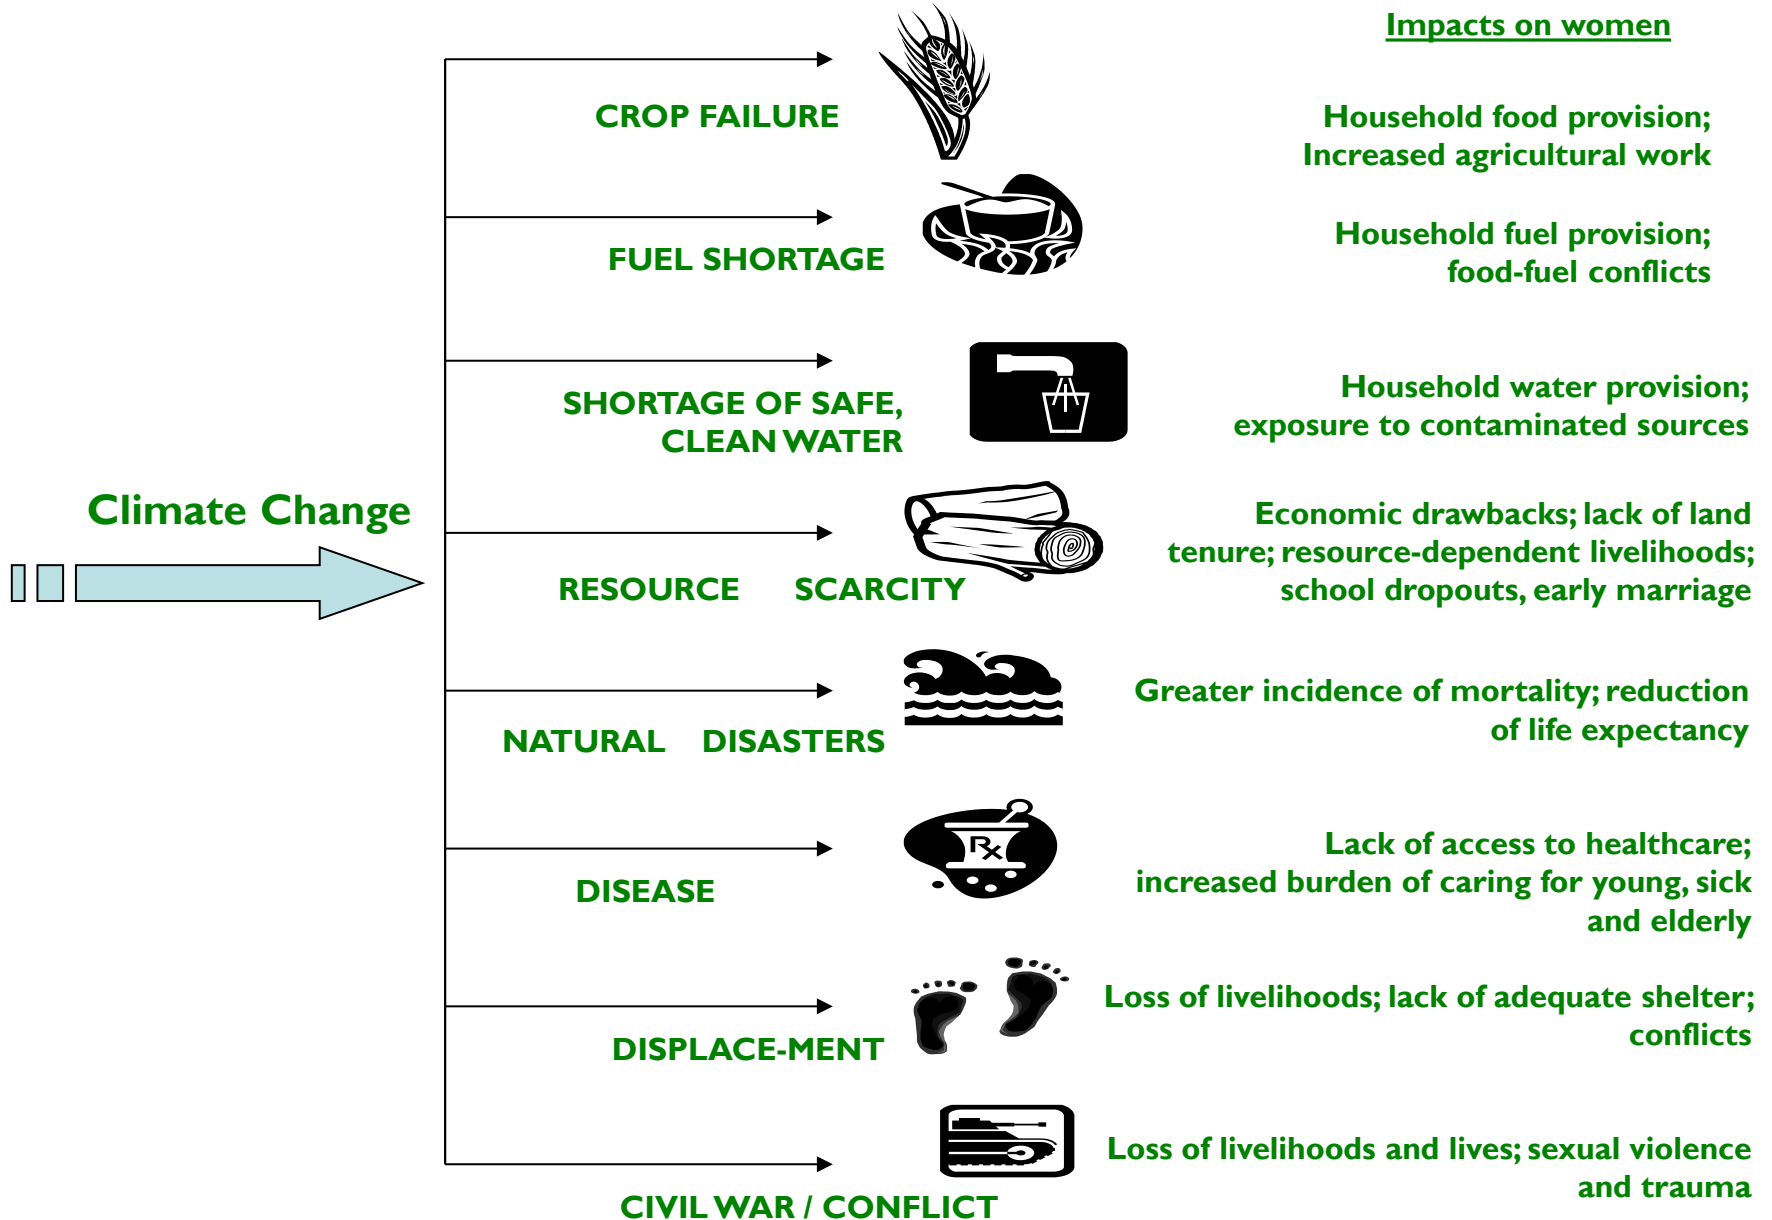 Impacts on women
CROP FAILURE
Household food provision;
Increased agricultural work
FUEL SHORTAGE
Household fuel provision;
food-fuel conflicts
SHORTAGE OF SAFE,
CLEAN WATER
Household water provision;
exposure to contaminated sources
Climate Change
RESOURCE SCARCITY
Economic drawbacks; lack of land
tenure; resource-dependent livelihoods;
school dropouts, early marriage
NATURAL DISASTERS
Greater incidence of mortality; reduction
of life expectancy
Rx
DISEASE
Lack of access to healthcare;
increased burden of caring for young, sick
and elderly
DISPLACE-MENT
Loss of livelihoods; lack of adequate shelter;
conflicts
CIVIL WAR / CONFLICT
Loss of livelihoods and lives; sexual violence
and trauma